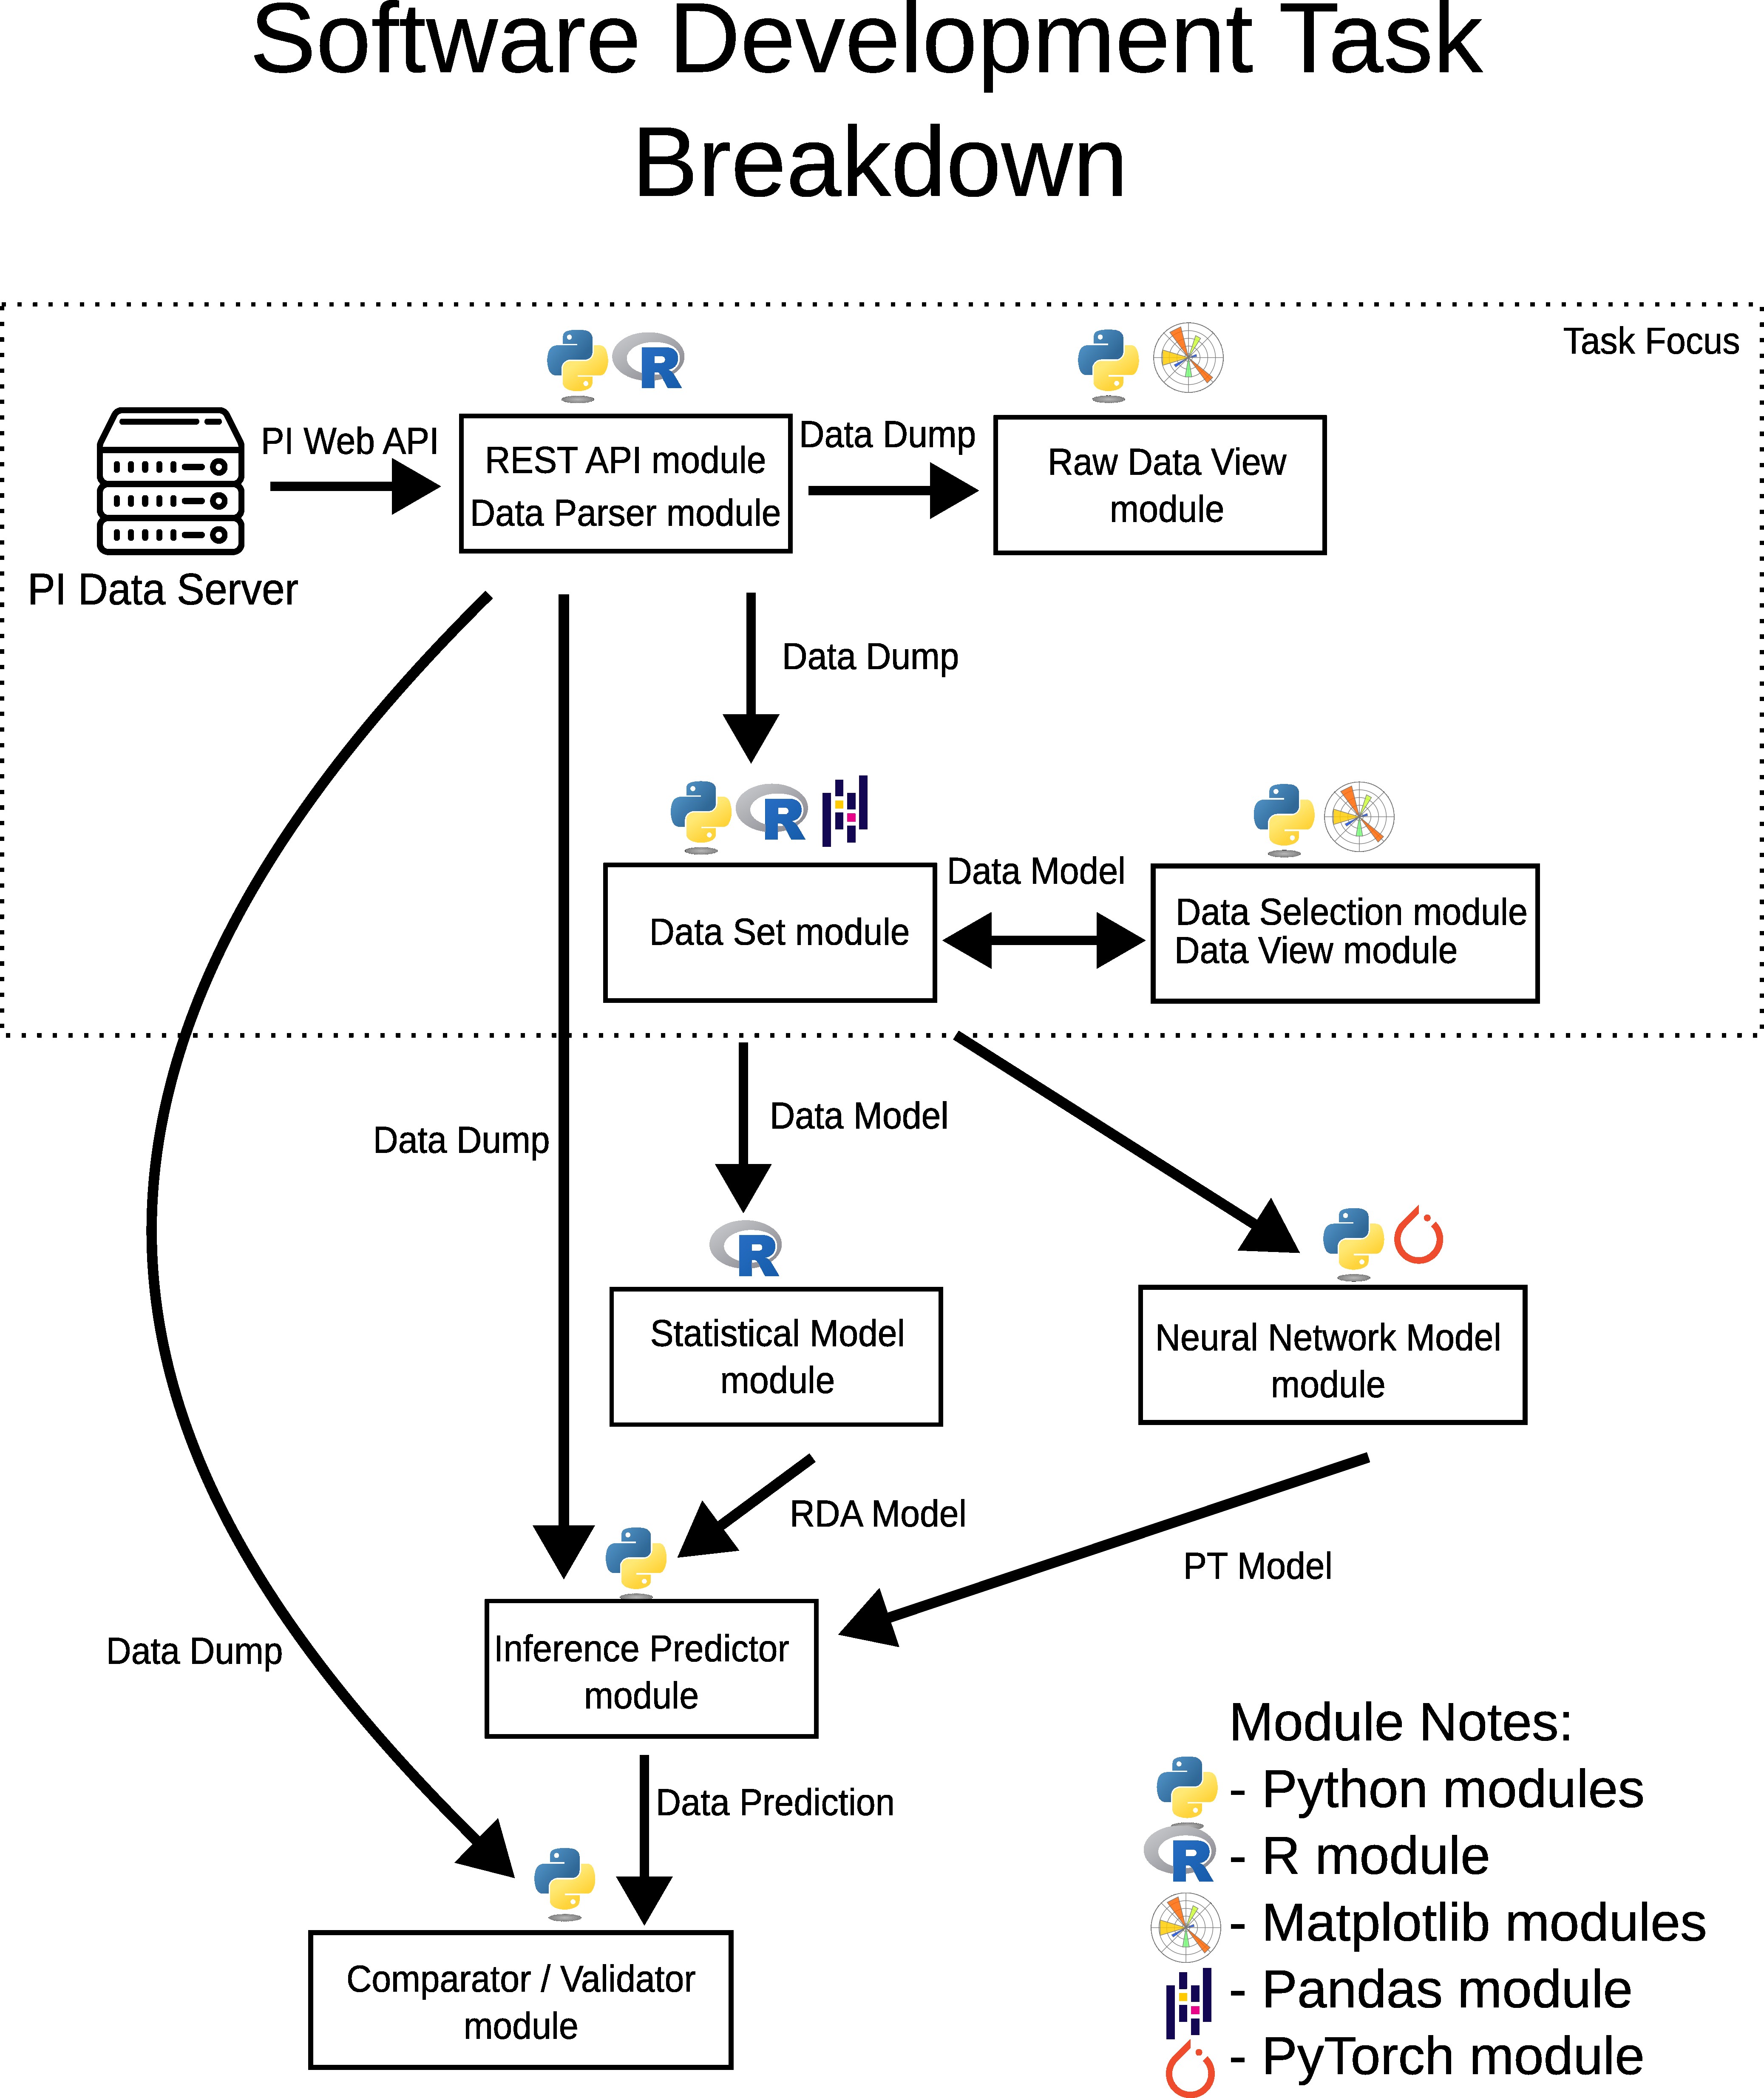 Software Development Task
Breakdown
Task Focus
PI Web API
REST API module
Data Parser module
Data Dump
Raw Data View
module
PI Data Server
Data Dump
R
R
Data Set module
Data Model
Data Selection module
Data View module
Data Dump
Data Model
R
Statistical Model
module
Neural Network Model
module
RDA Model
PT Model
Inference Predictor
module
Data Dump
Data Prediction
Comparator / Validator
module
Module Notes:
- Python modules
R - R module
- Matplotlib modules
- Pandas module
- PyTorch module